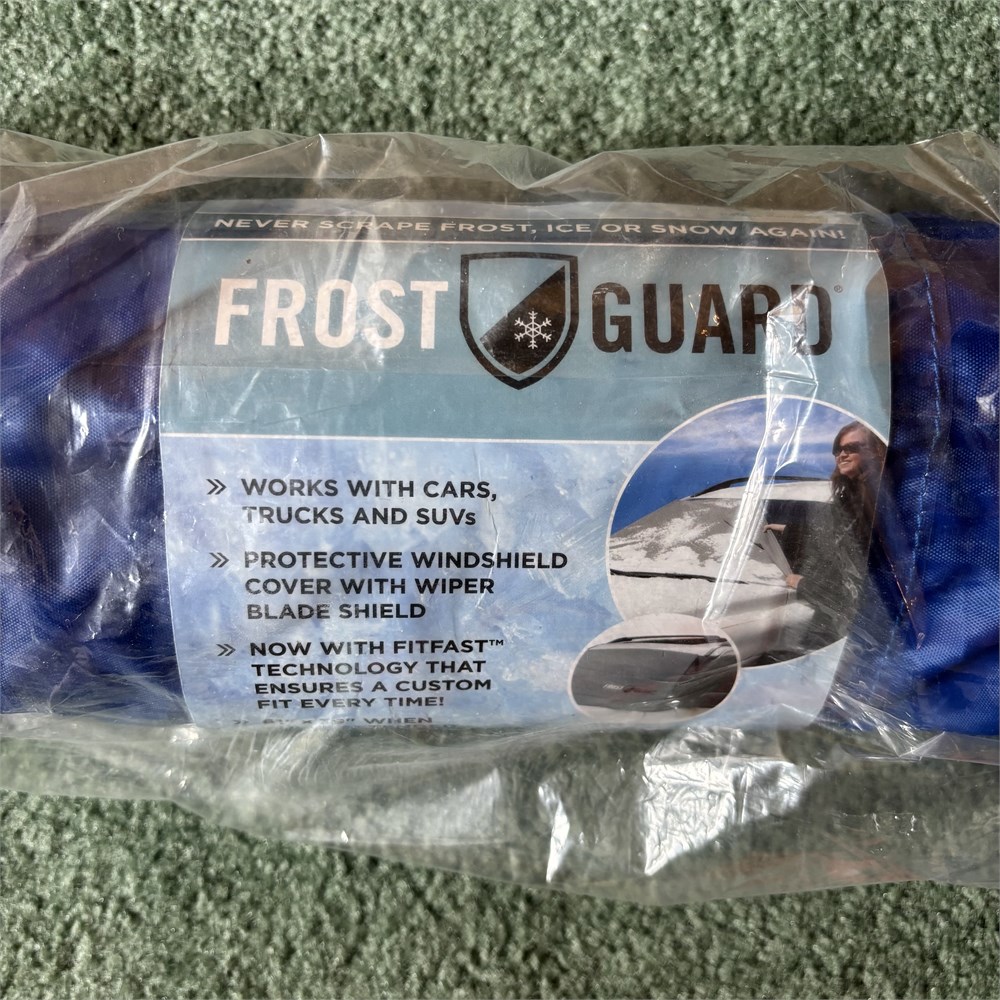 NEVER SCRAPE FROST, ICE OR SNOW AGAIN!
FROST GUARD®
» WORKS WITH CARS,
TRUCKS AND SUVs
» PROTECTIVE WINDSHIELD
COVER WITH WIPER
BLADE SHIELD
» NOW WITH FITFAST™
TECHNOLOGY THAT
ENSURES A CUSTOM
FIT EVERY TIME!
» WHEN